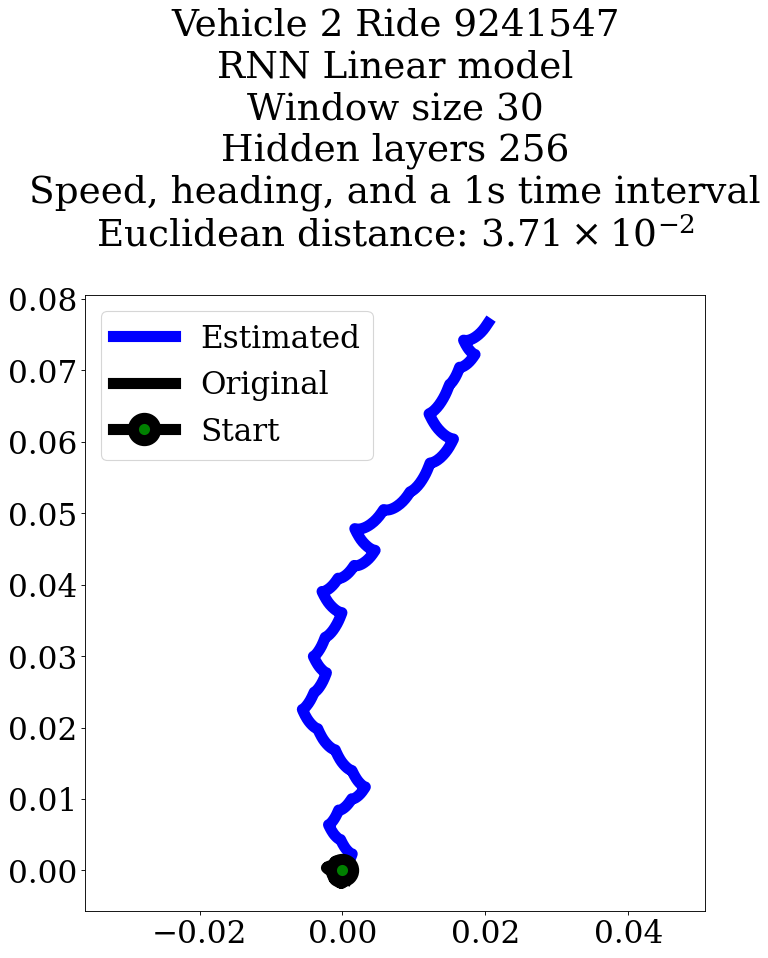 Vehicle 2 Ride 9241547
RNN Linear model
Window size 30
Hidden layers 256
Speed, heading, and a 1s time interval
Euclidean distance: 3.71 × 10⁻²
0.08
0.07
0.06
0.05
0.04
0.03
0.02
0.01
0.00
Estimated
Original
Start
−0.02 0.00 0.02 0.04